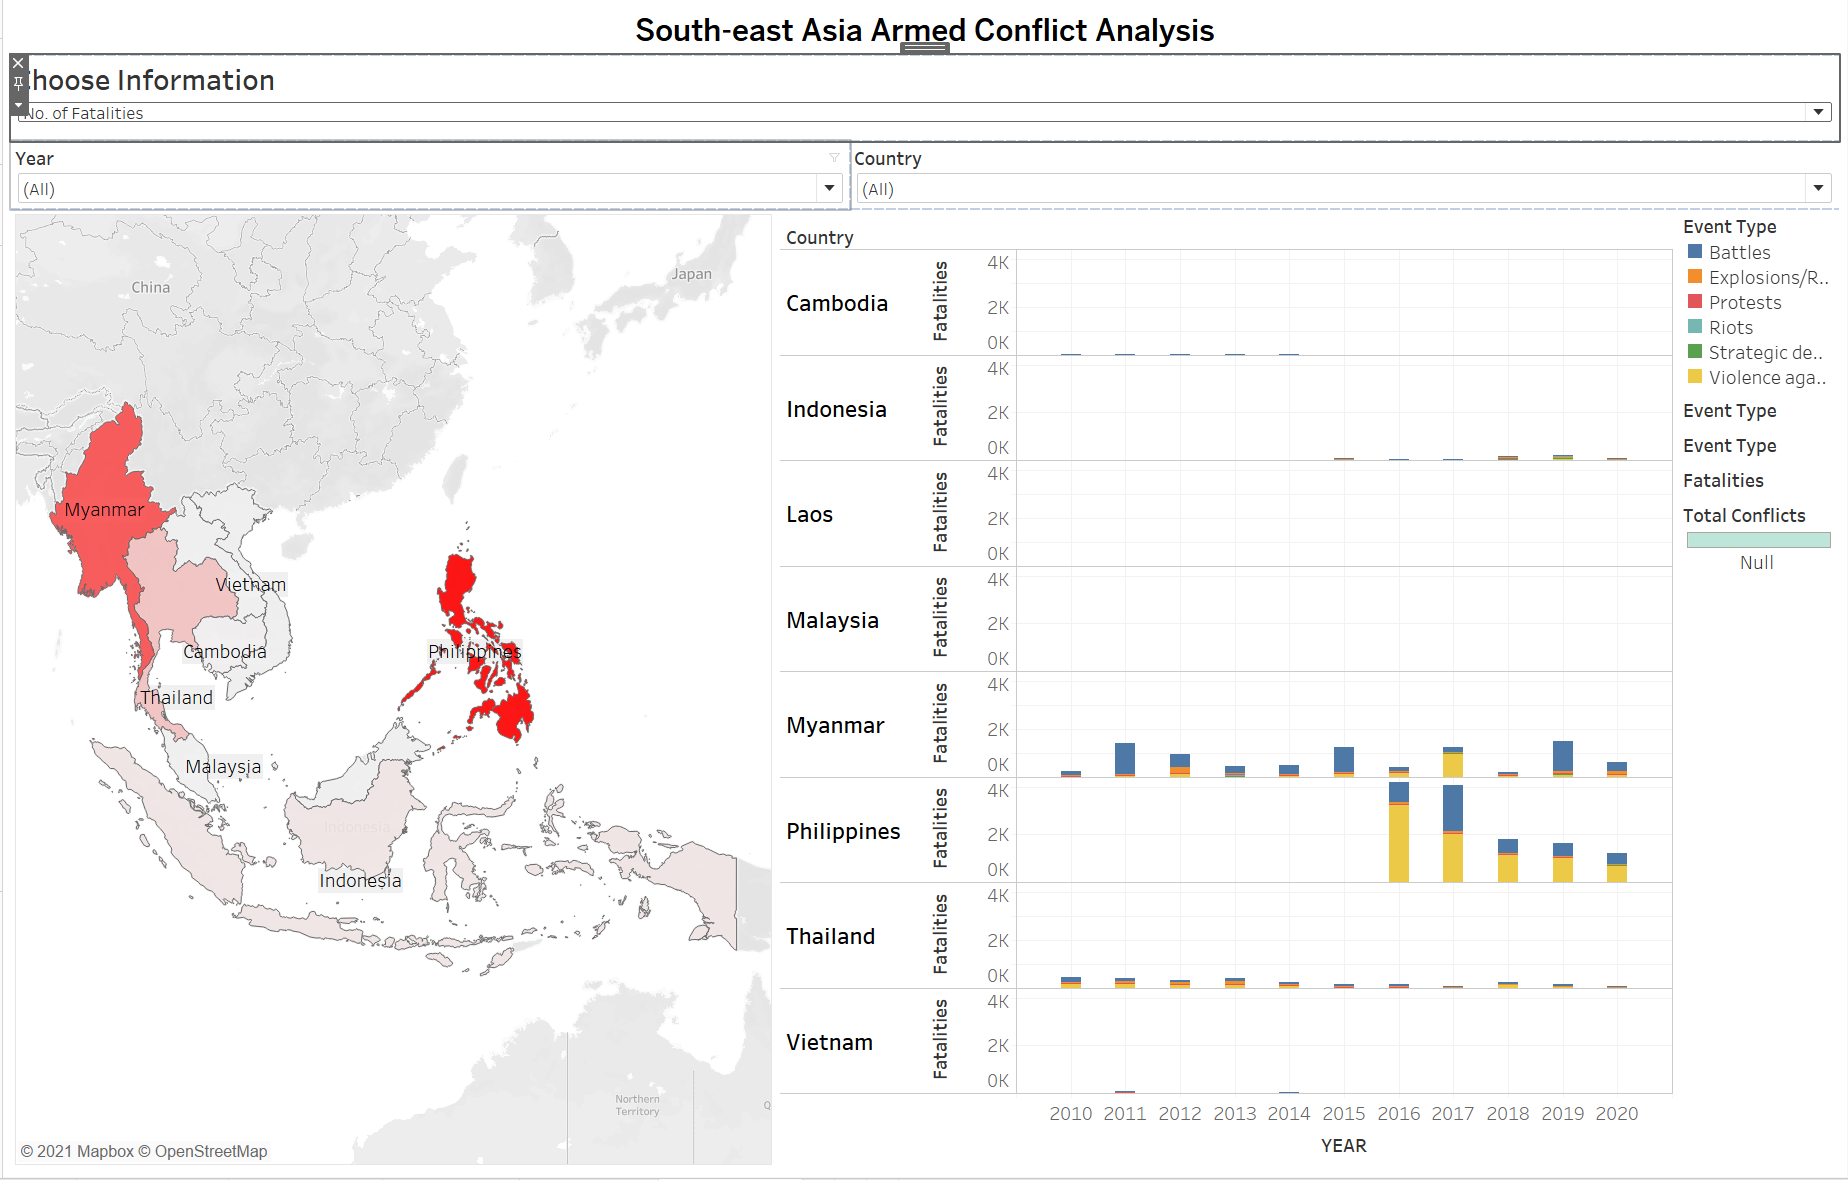 South-east Asia Armed Conflict Analysis
hoose Information
No. of Fatalities
Year
Country
(All)
(All)
China
Japan
Myanmar
Vietnam
Philippines
Cambodia
Thailand
Malaysia
Indonesia
Indonesia
Northern
Territory
Q
© 2021 Mapbox © OpenStreetMap
Country
Cambodia
Fatalities
4K
2K
0K
Indonesia
Fatalities
4K
2K
0K
Laos
Fatalities
4K
2K
0K
Malaysia
Fatalities
4K
2K
0K
Myanmar
Fatalities
4K
2K
0K
Philippines
Fatalities
4K
2K
0K
Thailand
Fatalities
4K
2K
0K
Vietnam
Fatalities
4K
2K
0K
2010 2011 2012 2013 2014 2015 2016 2017 2018 2019 2020
YEAR
Event Type
Battles
Explosions/R..
Protests
Riots
Strategic de..
Violence aga..
Event Type
Event Type
Fatalities
Total Conflicts
Null